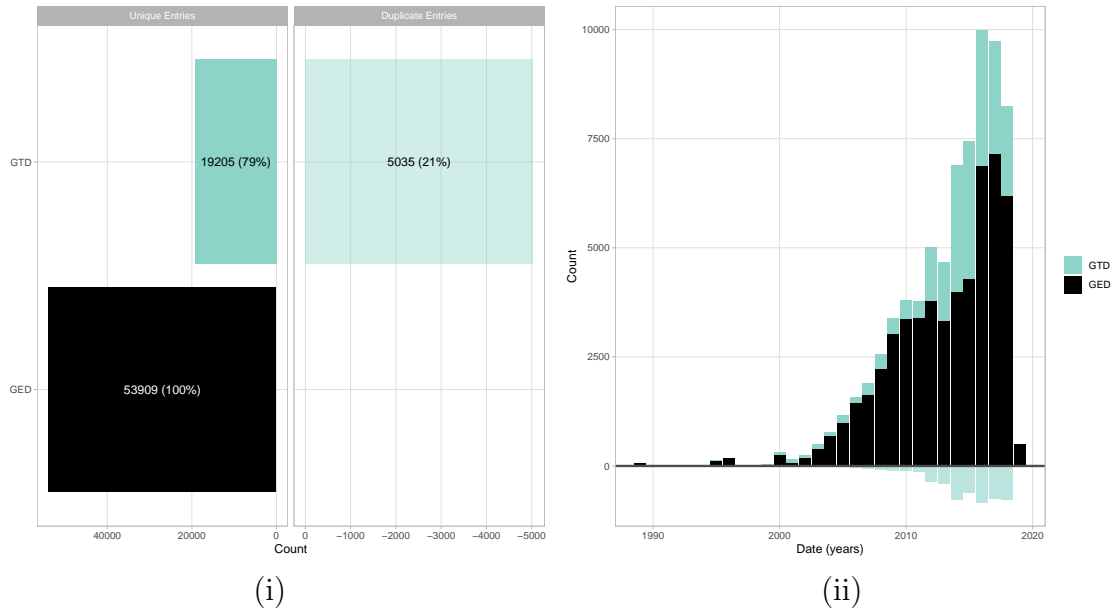 Unique Entries
Duplicate Entries
GTD
19205 (79%)
5035 (21%)
GED
53909 (100%)
40000
20000
0
0
−1000
−2000
−3000
−4000
−5000
Count
(i)
10000
7500
5000
2500
0
Count
1990
2000
2010
2020
Date (years)
GTD
GED
(ii)